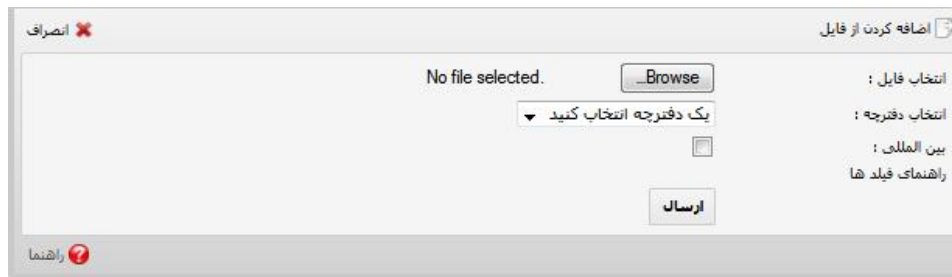 اضافه کردن از فایل انصراف
انتخاب فایل : Browse... No file selected.
انتخاب دفترچه : یک دفترچه انتخاب کنید
بین المللی :
راهنمای فیلد ها
ارسال
راهنما